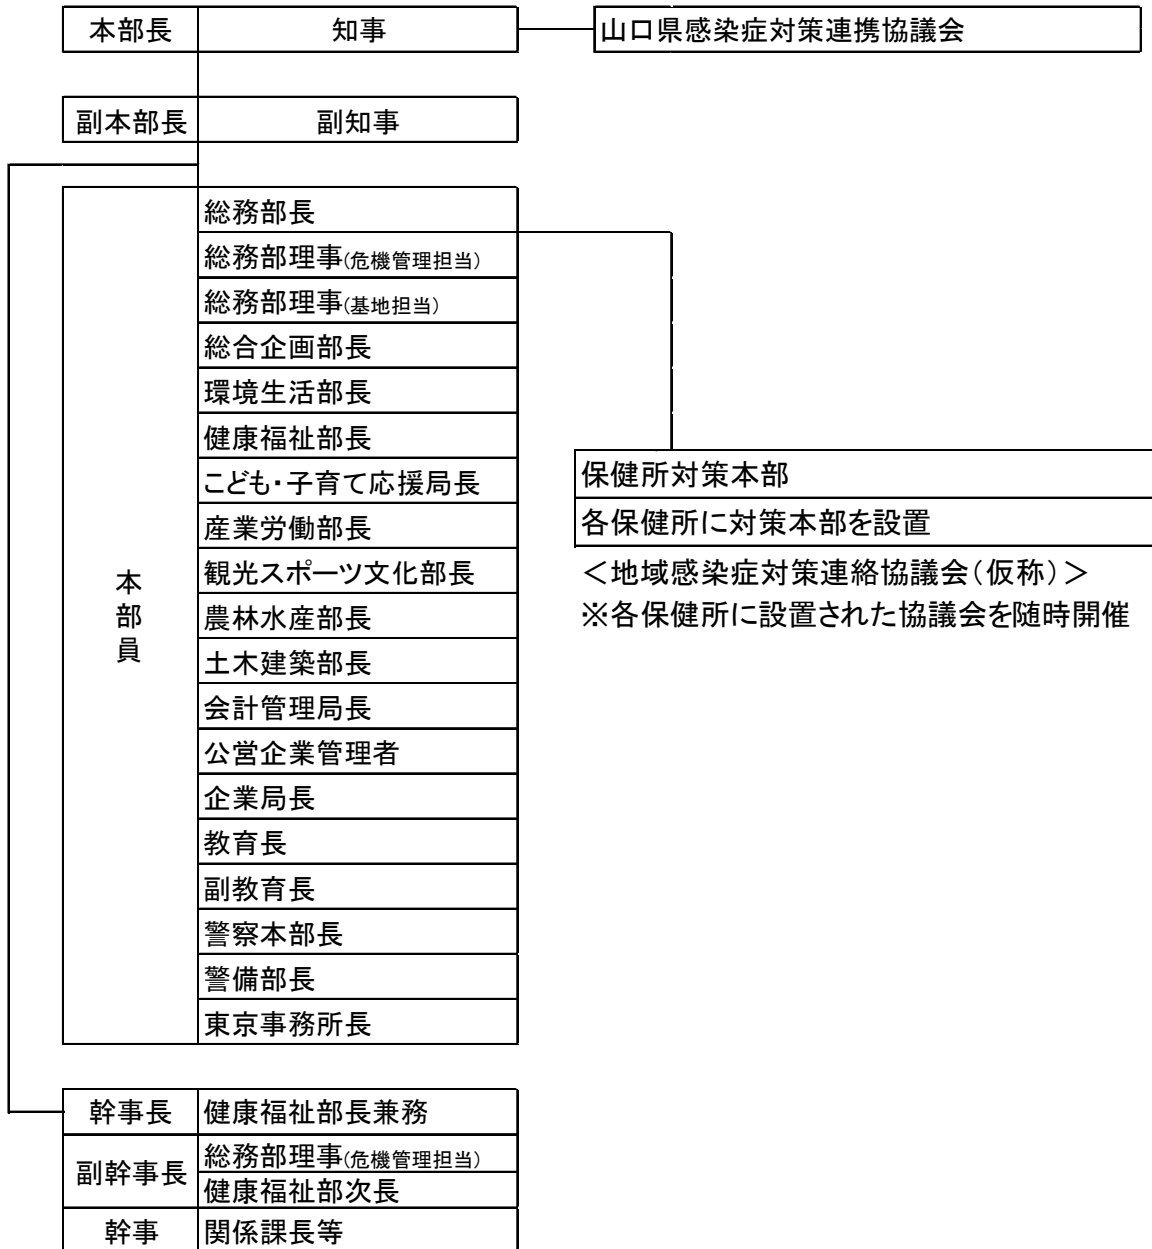 本部長 知事 山口県感染症対策連携協議会
副本部長 副知事
本部員
総務部長
総務部理事(危機管理担当)
総務部理事(基地担当)
総合企画部長
環境生活部長
健康福祉部長
こども・子育て応援局長
産業労働部長
観光スポーツ文化部長
農林水産部長
土木建築部長
会計管理局長
公営企業管理者
企業局長
教育長
副教育長
警察本部長
警備部長
東京事務所長
保健所対策本部
各保健所に対策本部を設置
<地域感染症対策連絡協議会(仮称)>
※各保健所に設置された協議会を随時開催
幹事長 健康福祉部長兼務
副幹事長 総務部理事(危機管理担当)
健康福祉部次長
幹事 関係課長等